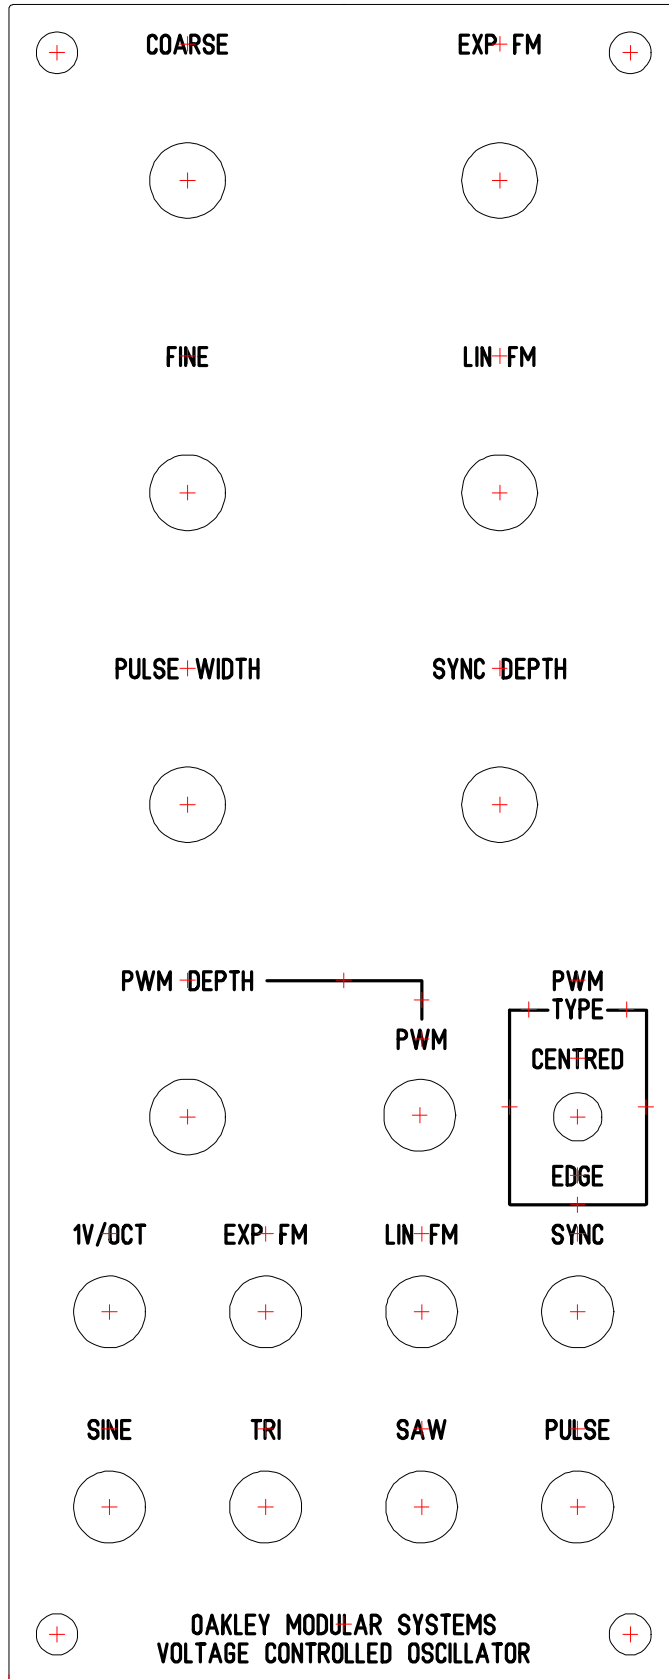 COARSE EXP FM
FINE LIN FM
PULSE WIDTH SYNC DEPTH
PWM DEPTH PWM
TYPE
PWM
CENTRED
EDGE
1V/OCT EXP FM LIN FM SYNC
SINE TRI SAW PULSE
OAKLEY MODULAR SYSTEMS
VOLTAGE CONTROLLED OSCILLATOR